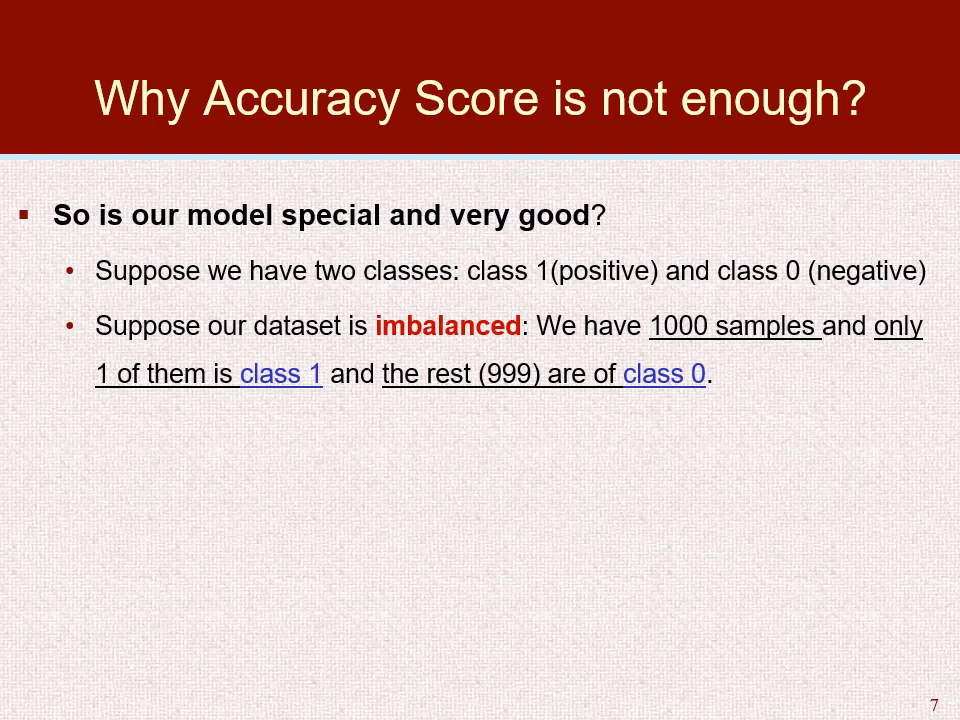 Why Accuracy Score is not enough?
▪ So is our model special and very good?
• Suppose we have two classes: class 1(positive) and class 0 (negative)
• Suppose our dataset is imbalanced: We have 1000 samples and only
1 of them is class 1 and the rest (999) are of class 0.
7